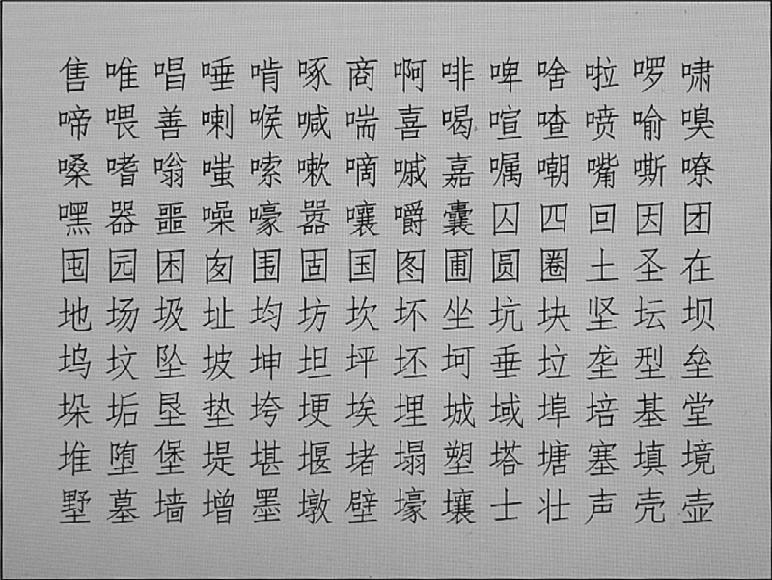 售唯唱唾啃啄商啊啡啤啥啦啰啸
啼喂善喇喉喊喘喜喝喧喳喷喻嗅
嗓嗜嗡嗤嗦嗽嘀嘁嘉嘱嘲嘴嘶嘹
嘿器噩噪嚎嚣嚷嚼囊囚四回因团
囤园困囱围固国图圃圆圈土圣在
地场圾址均坊坎坏坐坑块坚坛坝
坞坟坠坡坤坦坪坯坷垂垃垄型垒
垛垢垦垫垮埂埃埋城域埠培基堂
堆堕堡堤堪堰堵塌塑塔塘塞填境
墅墓墙增墨墩壁壕壤士壮声壳壶